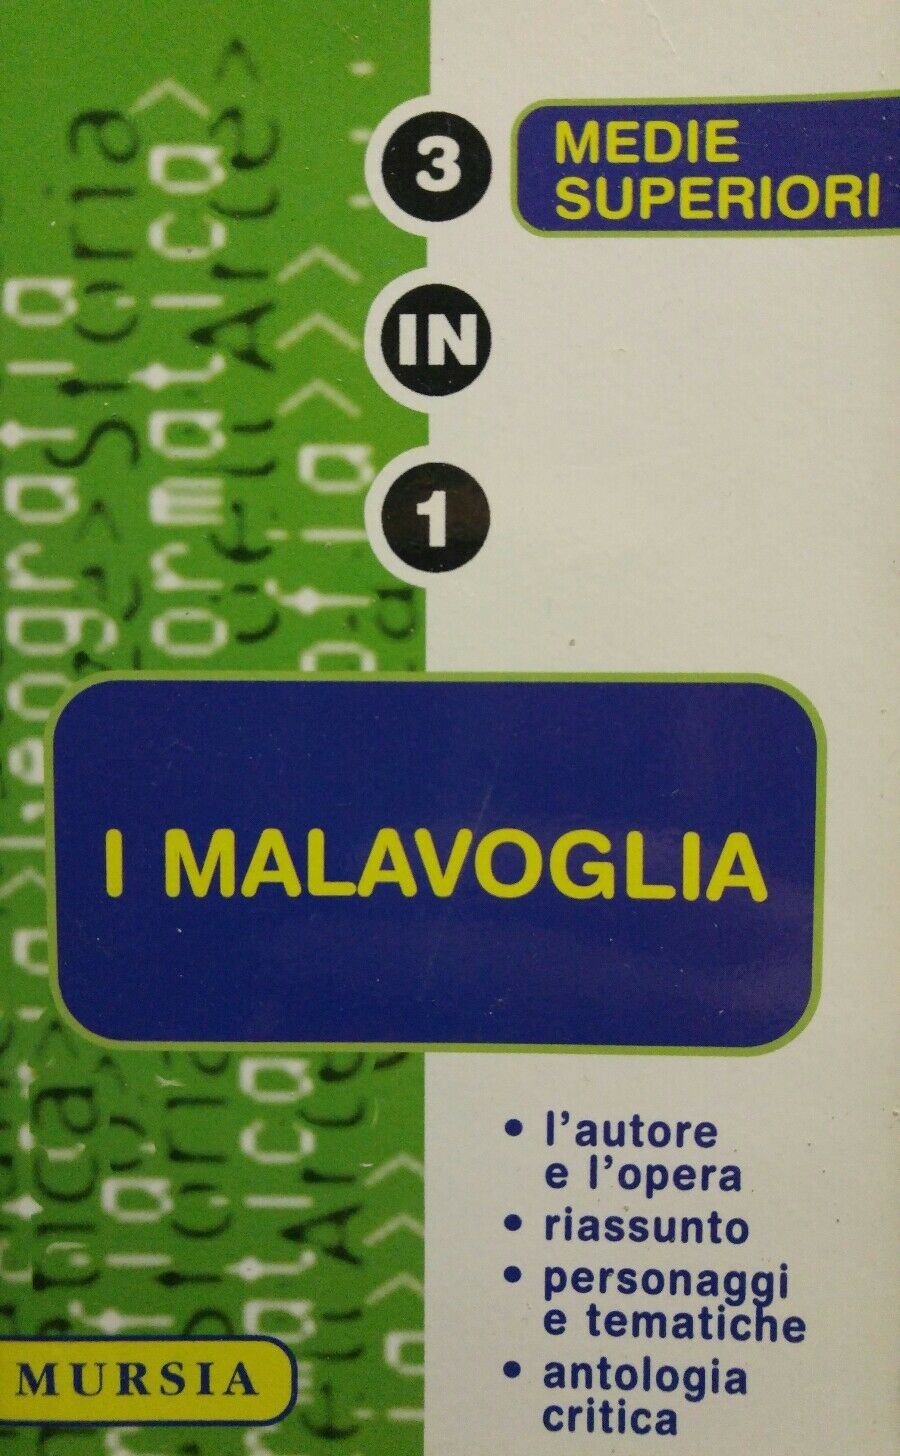 3
MEDIE
SUPERIORI
IN
1
I MALAVOGLIA
• l'autore
e l'opera
• riassunto
• personaggi
e tematiche
• antologia
critica
MURSIA